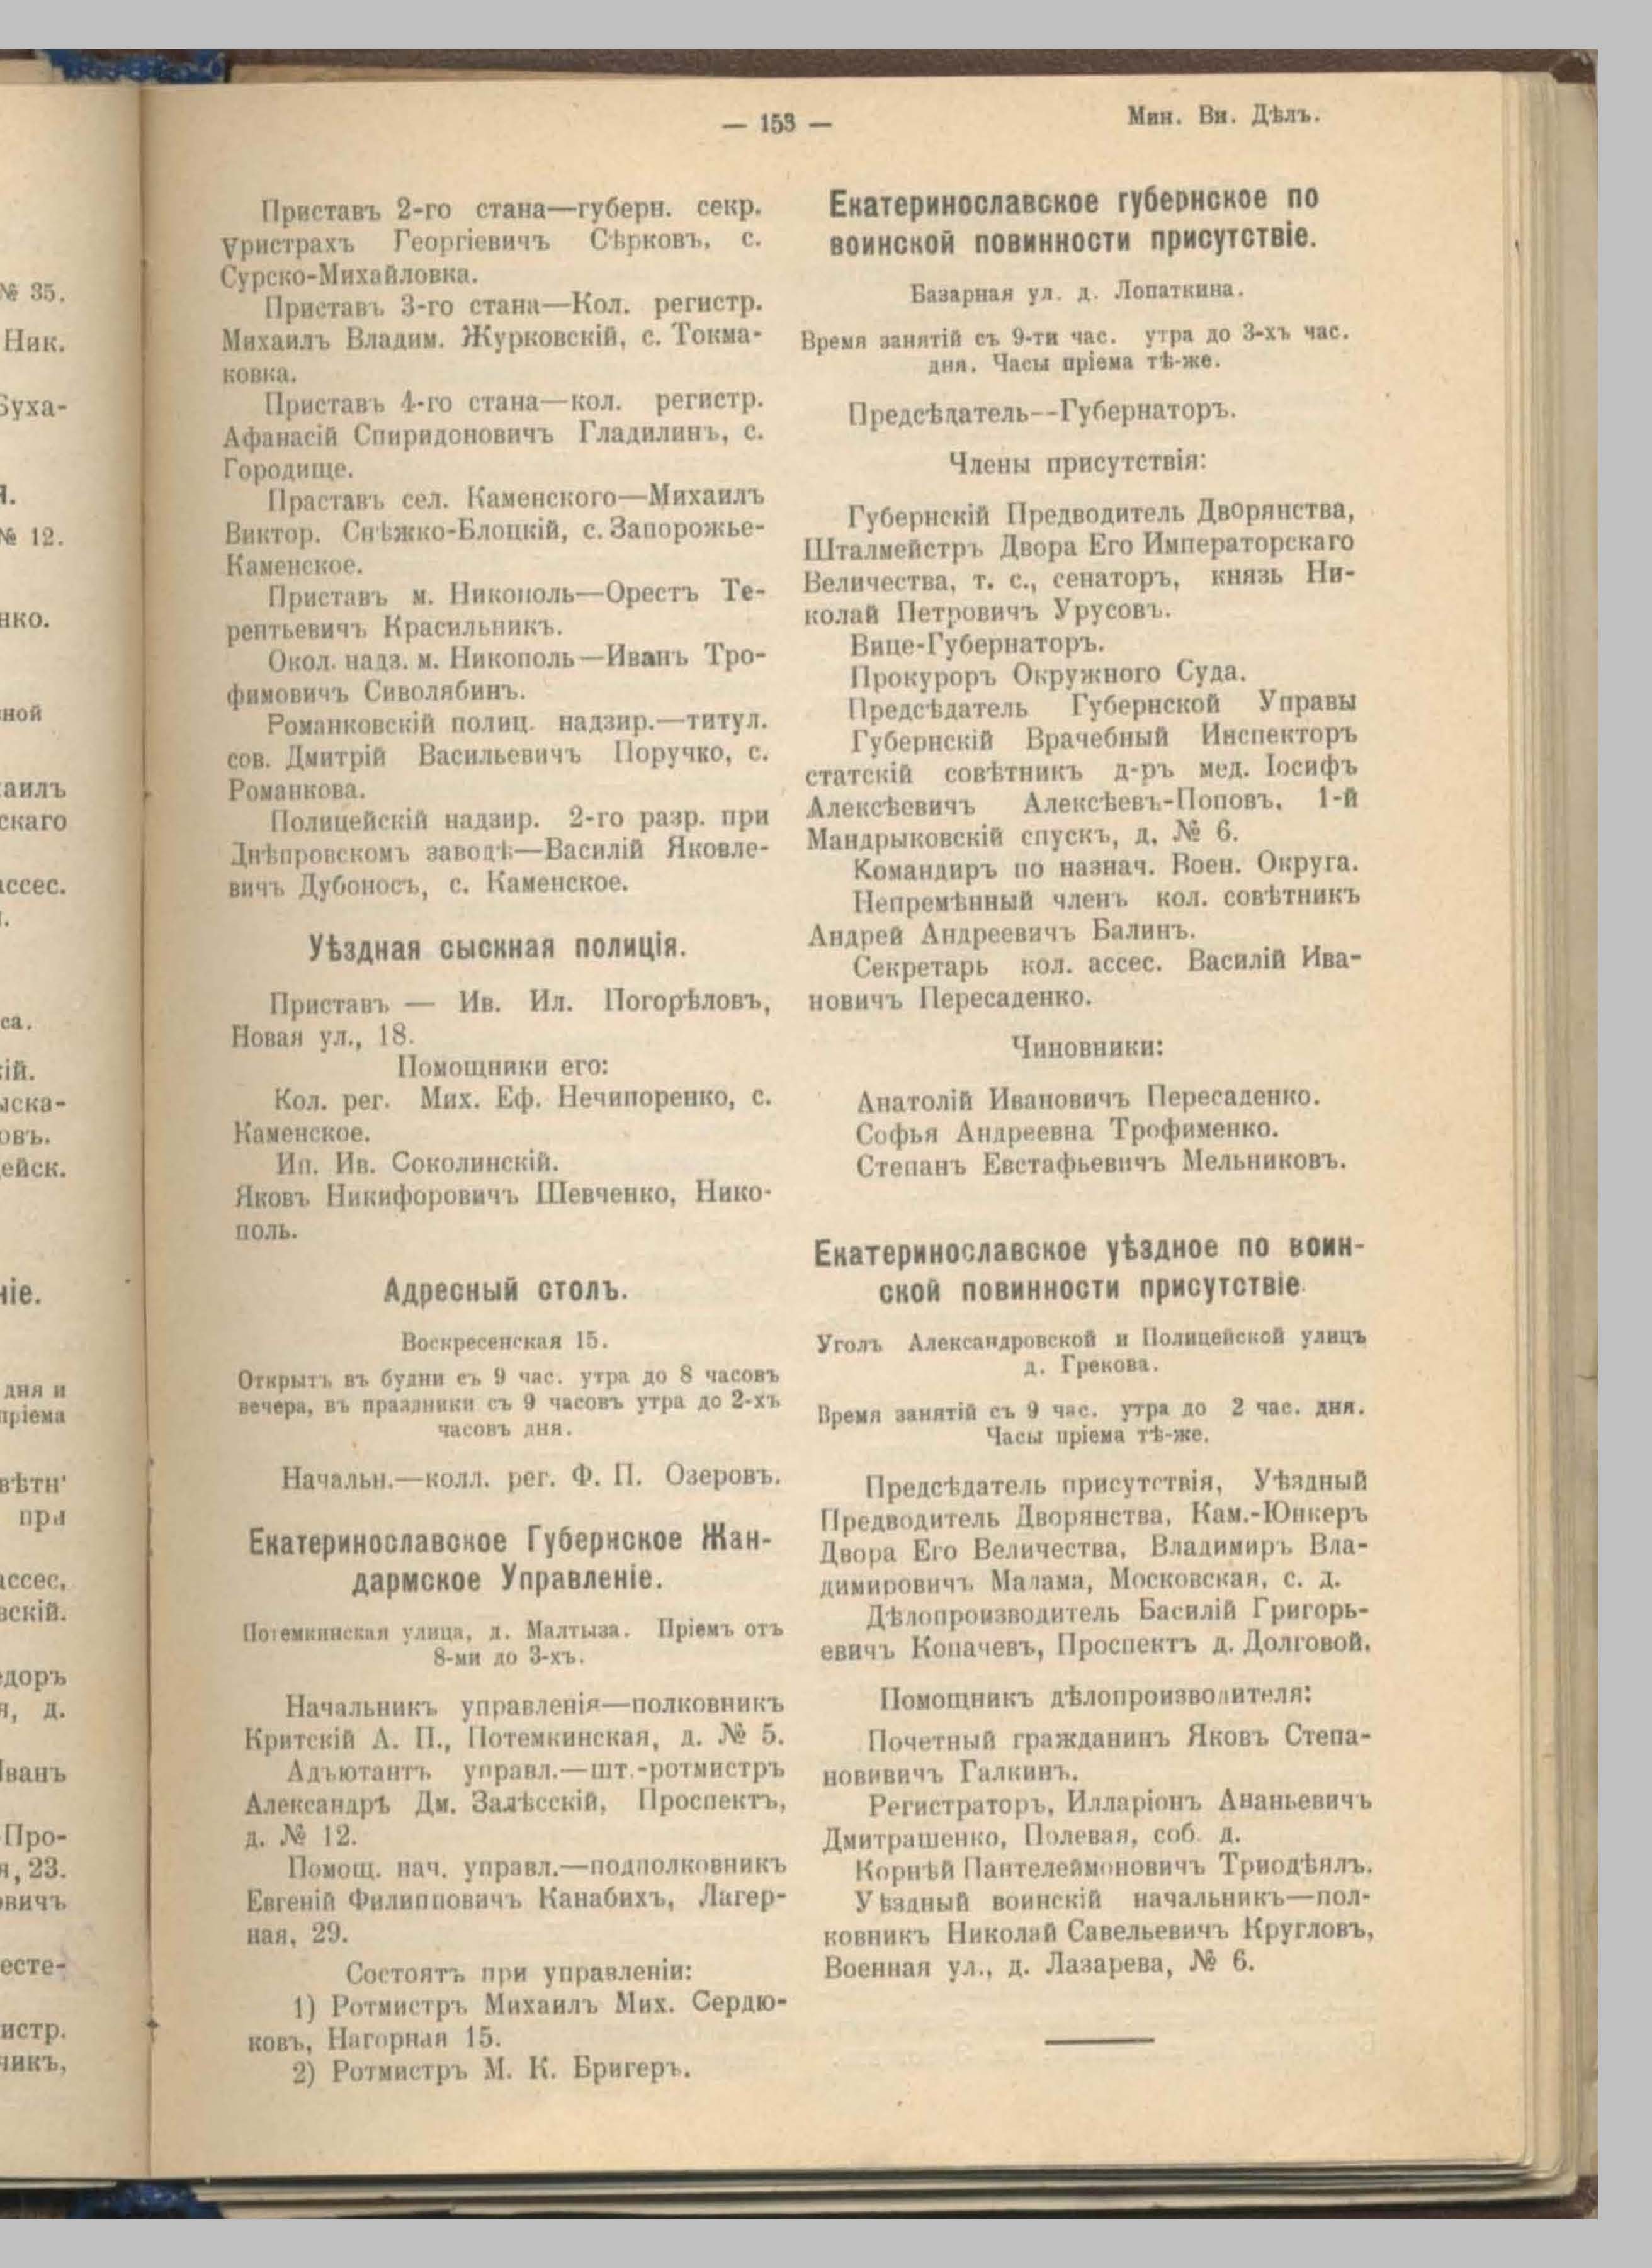 — 153 —
Мин. Вн. Дѣлъ.
Приставъ 2-го стана—губерн. секр.
Уристрахъ Георгіевичъ Сѣрковъ, с.
Сурско-Михайловка.
Приставъ 3-го стана—Кол. регистр.
Михаилъ Владим. Журковскій, с. Токма-
ковка.
Приставъ 4-го стана—кол. регистр.
Афанасій Спиридоновичъ Гладилинъ, с.
Городище.
Праставъ сел. Каменского—Михаилъ
Виктор. Снѣжко-Блоцкій, с. Запорожье-
Каменское.
Приставъ м. Никополь—Орестъ Те-
рентьевичъ Красильникъ.
Окол. надз. м. Никополь—Иванъ Тро-
фимовичъ Сиволябинъ.
Романковскій полиц. надзир.—титул.
сов. Дмитрій Васильевичъ Поручко, с.
Романкова.
Полицейскій надзир. 2-го разр. при
Днѣпровскомъ заводѣ—Василій Яковле-
вичъ Дубоносъ, с. Каменское.
Уѣздная сыскная полиція.
Приставъ — Ив. Ил. Погорѣловъ,
Новая ул., 18.
Помощники его:
Кол. рег. Мих. Еф. Нечипоренко, с.
Каменское.
Ип. Ив. Соколинскій.
Яковъ Никифоровичъ Шевченко, Нико-
поль.
Адресный столъ.
Воскресенская 15.
Открытъ въ будни съ 9 час. утра до 8 часовъ
вечера, въ праздники съ 9 часовъ утра до 2-хъ
часовъ дня.
Начальн.—колл. рег. Ф. П. Озеровъ.
Екатеринославское Губернское Жан-
дармское Управленіе.
Потемкинская улица, д. Малтыза. Пріемъ отъ
8-ми до 3-хъ.
Начальникъ управленія—полковникъ
Критскій А. П., Потемкинская, д. № 5.
Адъютантъ управл.—шт.-ротмистръ
Александръ Дм. Залѣсскій, Проспектъ,
д. № 12.
Помощ. нач. управл.—подполковникъ
Евгеній Филипповичъ Канабихъ, Лагер-
ная, 29.
Состоятъ при управленіи:
1) Ротмистръ Михаилъ Мих. Сердю-
ковъ, Нагорная 15.
2) Ротмистръ М. К. Бригеръ.
Екатеринославское губернское по
воинской повинности присутствіе.
Базарная ул. д. Лопаткина.
Время занятій съ 9-ти час. утра до 3-хъ час.
дня. Часы пріема тѣ-же.
Предсѣдатель--Губернаторъ.
Члены присутствія:
Губернскій Предводитель Дворянства,
Шталмейстръ Двора Его Императорскаго
Величества, т. с., сенаторъ, князь Ни-
колай Петровичъ Урусовъ.
Вице-Губернаторъ.
Прокуроръ Окружного Суда.
Предсѣдатель Губернской Управы
Губернскій Врачебный Инспекторъ
статскій совѣтникъ д-ръ мед. Іосифъ
Алексѣевичъ Алексѣевъ-Поповъ, 1-й
Мандрыковскій спускъ, д. № 6.
Командиръ по назнач. Воен. Округа.
Непремѣнный членъ кол. совѣтникъ
Андрей Андреевичъ Балинъ.
Секретарь кол. ассес. Василій Ива-
новичъ Пересаденко.
Чиновники:
Анатолій Ивановичъ Пересаденко.
Софья Андреевна Трофименко.
Степанъ Евстафьевичъ Мельниковъ.
Екатеринославское уѣздное по воин-
ской повинности присутствіе.
Уголъ Александровской и Полицейской улицъ
д. Грекова.
Время занятій съ 9 час. утра до 2 час. дня.
Часы пріема тѣ-же.
Предсѣдатель присутствія, Уѣздный
Предводитель Дворянства, Кам.-Юнкеръ
Двора Его Величества, Владимиръ Вла-
димировичъ Малама, Московская, с. д.
Дѣлопроизводитель Басилій Григорь-
евичъ Копачевъ, Проспектъ д. Долговой.
Помощникъ дѣлопроизводителя:
Почетный гражданинъ Яковъ Степа-
новивичъ Галкинъ.
Регистраторъ, Илларіонъ Ананьевичъ
Дмитрашенко, Полевая, соб. д.
Корнѣй Пантелеймоновичъ Триодѣялъ.
Уѣздный воинскій начальникъ—пол-
ковникъ Николай Савельевичъ Кругловъ,
Военная ул., д. Лазарева, № 6.